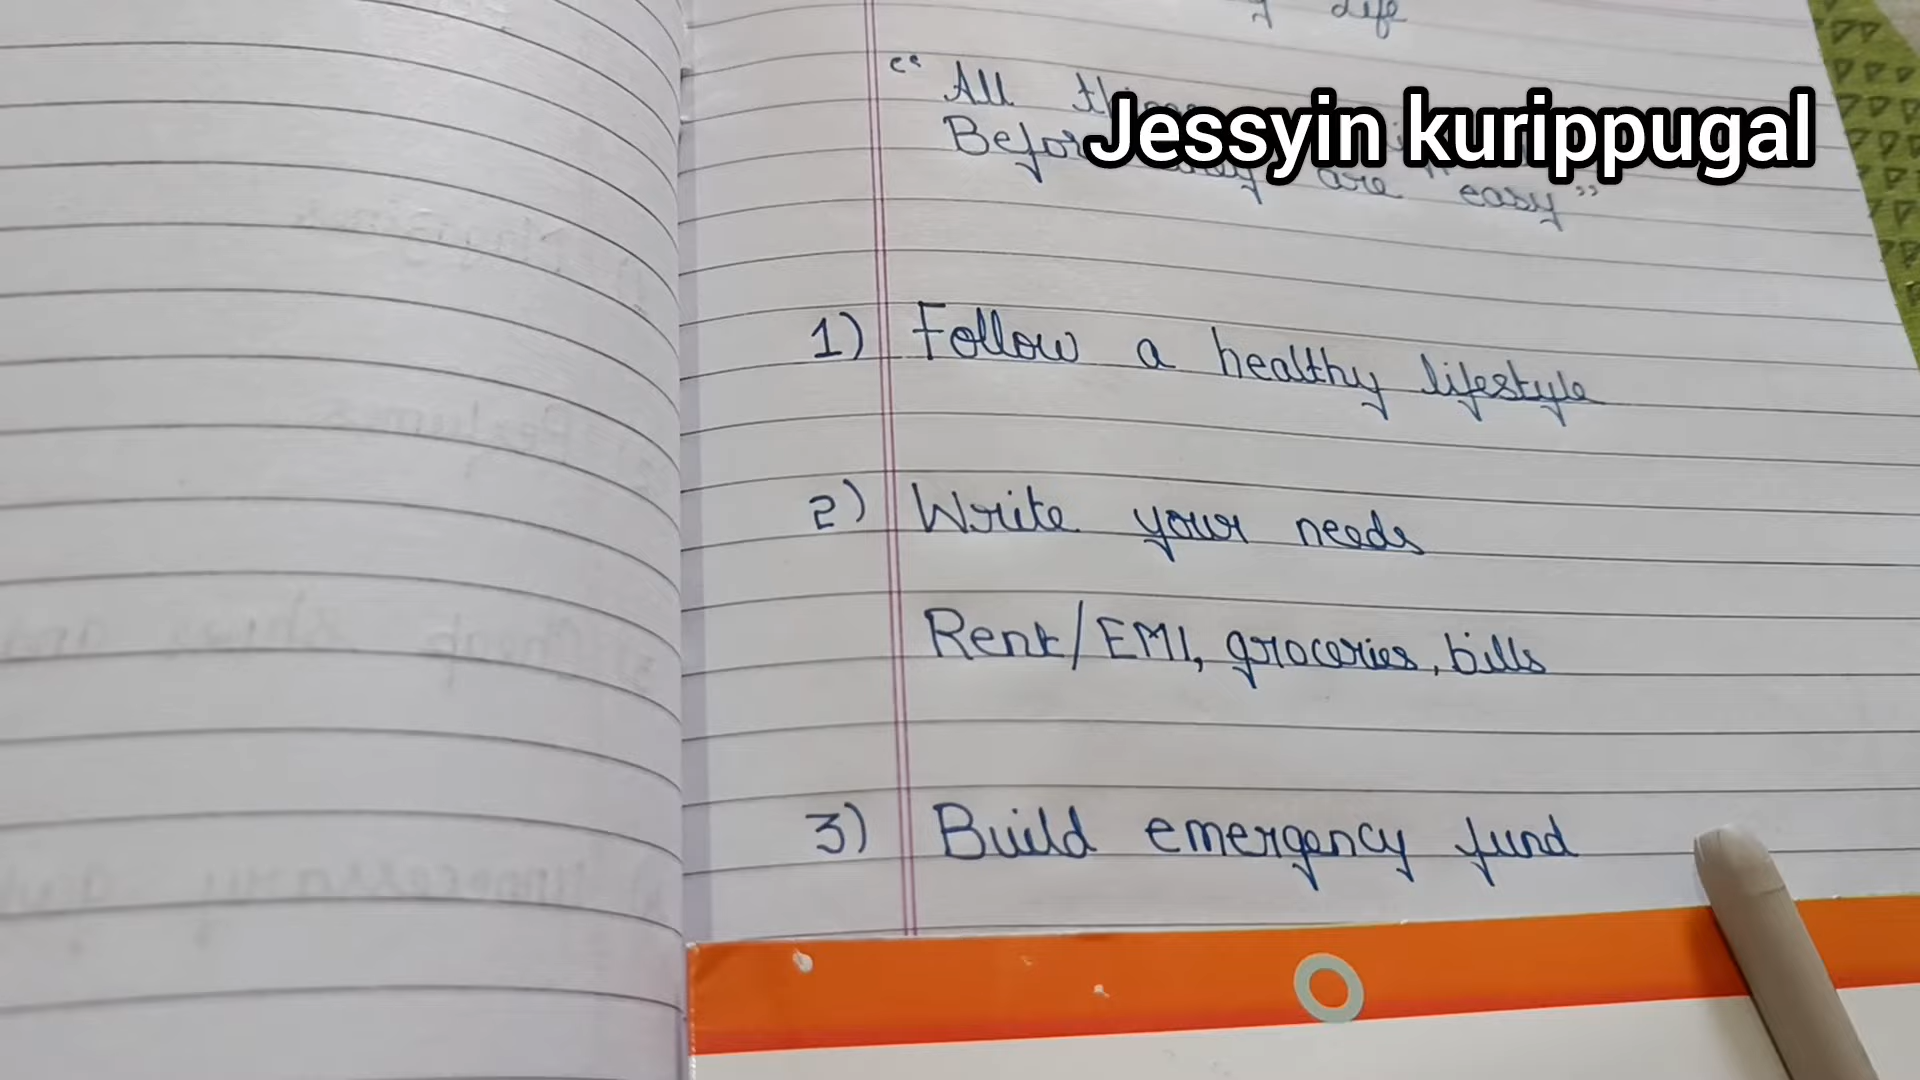 Life
“All
Jessyin kurippugal
are easy”
1) Follow a healthy lifestyle
2) Write your needs
Rent/EMI, groceries, bills
3) Build emergency fund